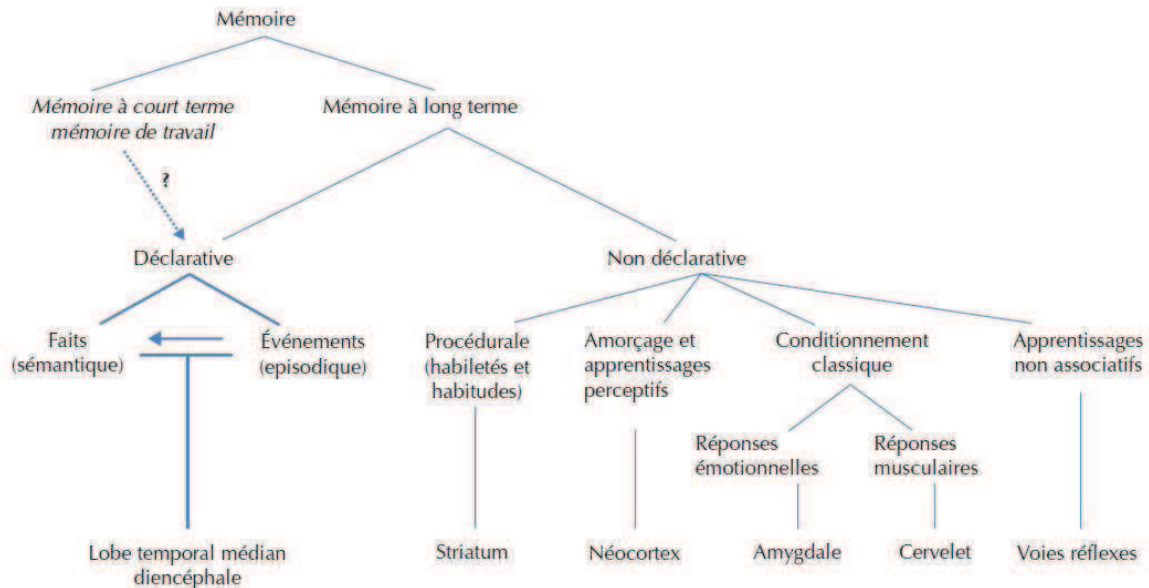 Mémoire
Mémoire à court terme
mémoire de travail
Mémoire à long terme
?
Déclarative
Non déclarative
Faits
(sémantique)
Événements
(episodique)
Procédurale
(habiletés et
habitudes)
Amorçage et
apprentissages
perceptifs
Conditionnement
classique
Apprentissages
non associatifs
Réponses
émotionnelles
Réponses
musculaires
Lobe temporal médian
diencéphale
Striatum
Néocortex
Amygdale
Cervelet
Voies réflexes